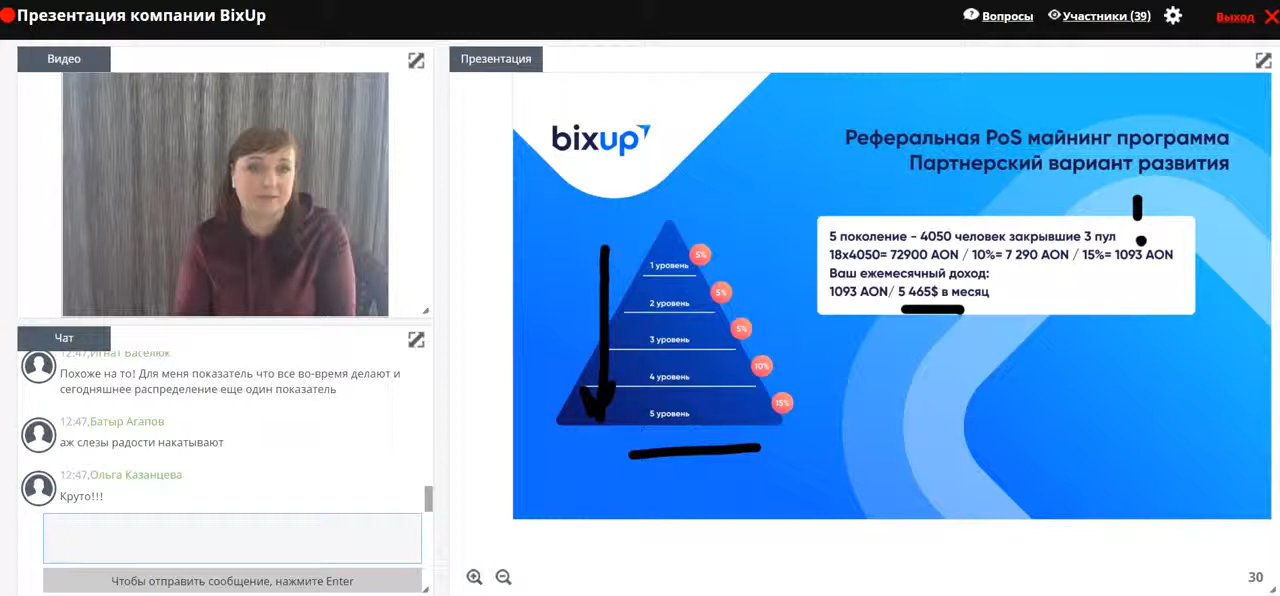 Презентация компании BixUp
Вопросы
Участники (39)
Выход
Видео
Презентация
bixup
Реферальная PoS майнинг программа
Партнерский вариант развития
5 поколение - 4050 человек закрывшие 3 пул
18x4050= 72900 AON / 10%= 7 290 AON / 15%= 1093 AON
Ваш ежемесячный доход:
1093 AON/ 5 465$ в месяц
!
1 уровень
5%
2 уровень
5%
3 уровень
5%
4 уровень
10%
5 уровень
15%
Чат
12:47,Игнат Васелюк
Похоже на то! Для меня показатель что все во-время делают и
сегодняшнее распределение еще один показатель
12:47,Батыр Агапов
аж слезы радости накатывают
12:47,Ольга Казанцева
Круто!!!
Чтобы отправить сообщение, нажмите Enter
30